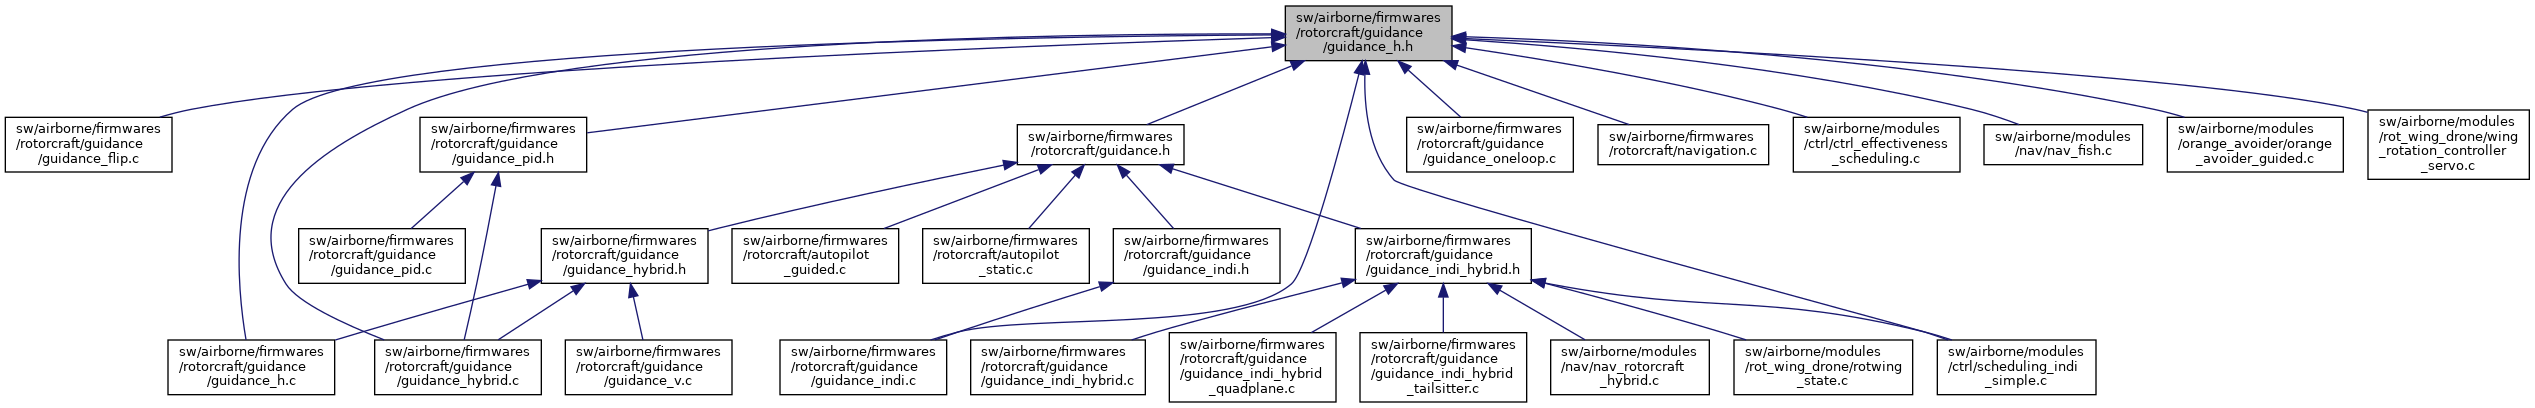 sw/airborne/firmwares
/rotorcraft/guidance
/guidance_h.h
sw/airborne/firmwares
/rotorcraft/guidance
/guidance_flip.c
sw/airborne/firmwares
/rotorcraft/guidance
/guidance_pid.h
sw/airborne/firmwares
/rotorcraft/guidance.h
sw/airborne/firmwares
/rotorcraft/guidance
/guidance_oneloop.c
sw/airborne/firmwares
/rotorcraft/navigation.c
sw/airborne/modules
/ctrl/ctrl_effectiveness
_scheduling.c
sw/airborne/modules
/nav/nav_fish.c
sw/airborne/modules
/orange_avoider/orange
_avoider_guided.c
sw/airborne/modules
/rot_wing_drone/wing
_rotation_controller
_servo.c
sw/airborne/firmwares
/rotorcraft/guidance
/guidance_pid.c
sw/airborne/firmwares
/rotorcraft/guidance
/guidance_hybrid.h
sw/airborne/firmwares
/rotorcraft/autopilot
_guided.c
sw/airborne/firmwares
/rotorcraft/autopilot
_static.c
sw/airborne/firmwares
/rotorcraft/guidance
/guidance_indi.h
sw/airborne/firmwares
/rotorcraft/guidance
/guidance_indi_hybrid.h
sw/airborne/firmwares
/rotorcraft/guidance
/guidance_h.c
sw/airborne/firmwares
/rotorcraft/guidance
/guidance_hybrid.c
sw/airborne/firmwares
/rotorcraft/guidance
/guidance_v.c
sw/airborne/firmwares
/rotorcraft/guidance
/guidance_indi.c
sw/airborne/firmwares
/rotorcraft/guidance
/guidance_indi_hybrid.c
sw/airborne/firmwares
/rotorcraft/guidance
/guidance_indi_hybrid
_quadplane.c
sw/airborne/firmwares
/rotorcraft/guidance
/guidance_indi_hybrid
_tailsitter.c
sw/airborne/modules
/nav/nav_rotorcraft
_hybrid.c
sw/airborne/modules
/rot_wing_drone/rotwing
_state.c
sw/airborne/modules
/ctrl/scheduling_indi
_simple.c